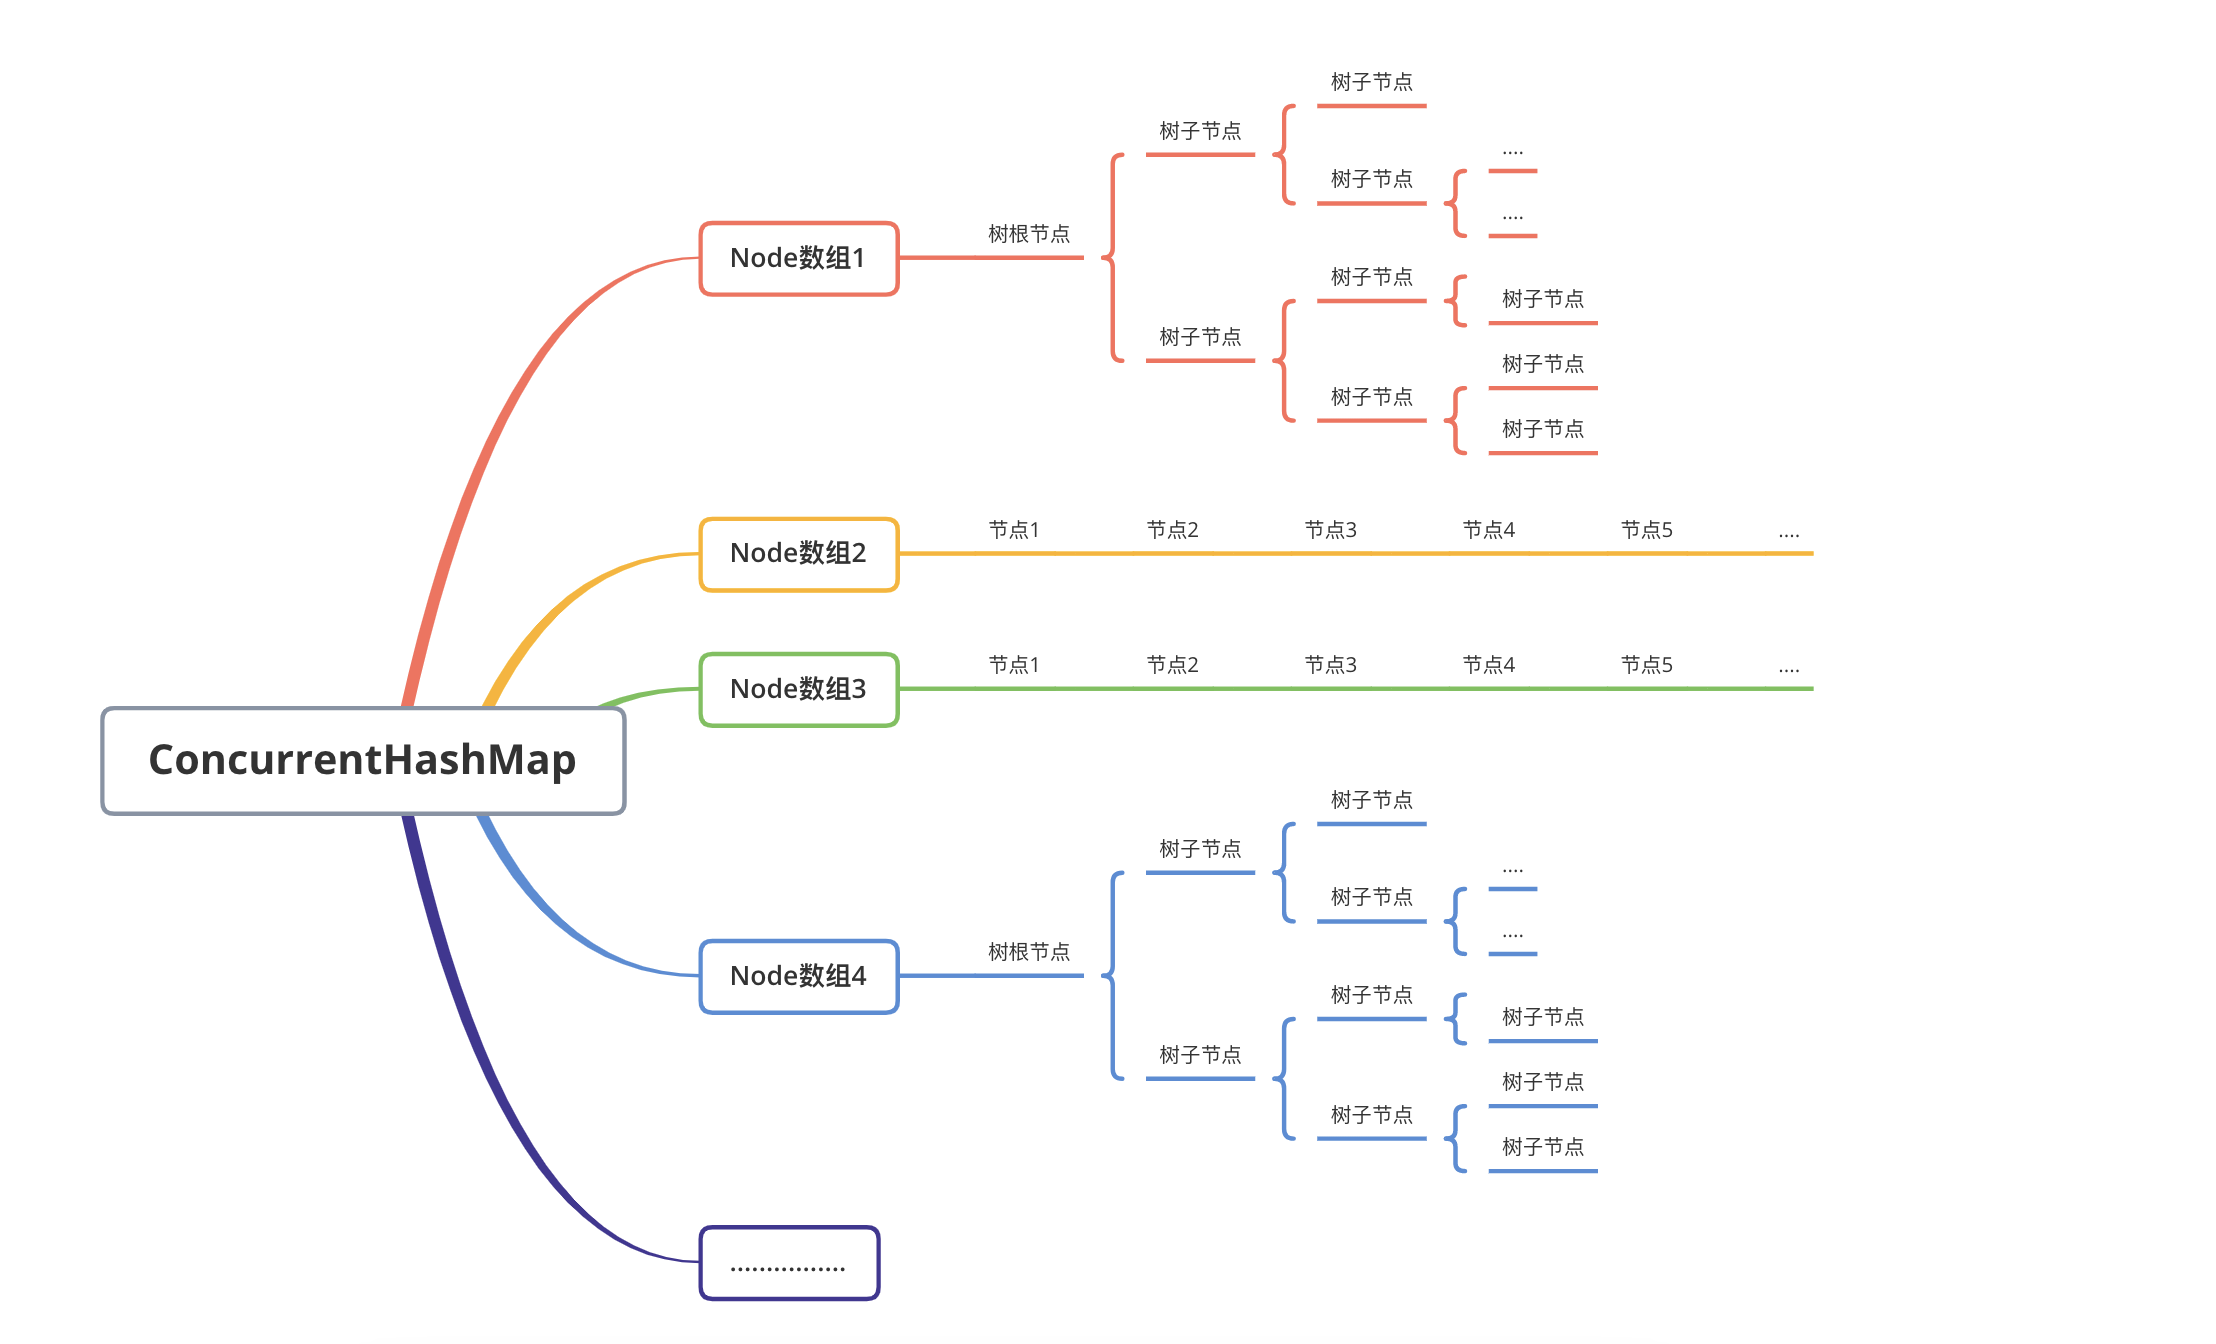 ConcurrentHashMap
Node数组1
树根节点
树子节点
树子节点
树子节点
....
....
树子节点
树子节点
树子节点
树子节点
树子节点
树子节点
Node数组2
节点1
节点2
节点3
节点4
节点5
....
Node数组3
节点1
节点2
节点3
节点4
节点5
....
Node数组4
树根节点
树子节点
树子节点
树子节点
....
....
树子节点
树子节点
树子节点
树子节点
树子节点
树子节点
................